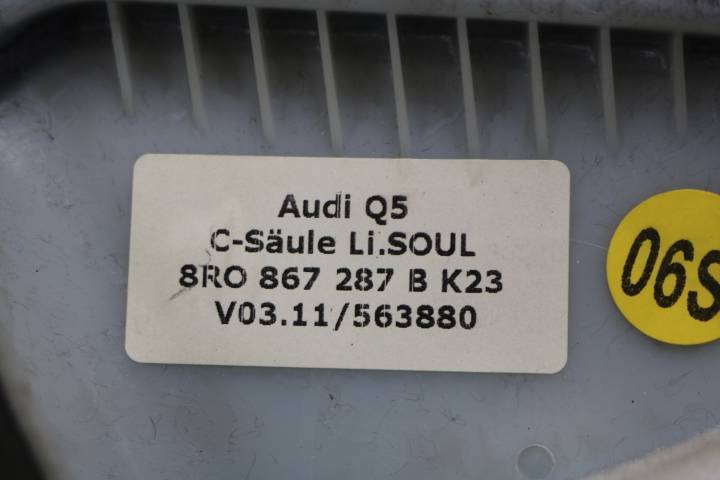 Audi Q5
C-Säule Li.SOUL
8R0 867 287 B K23
V03.11/563880
06S